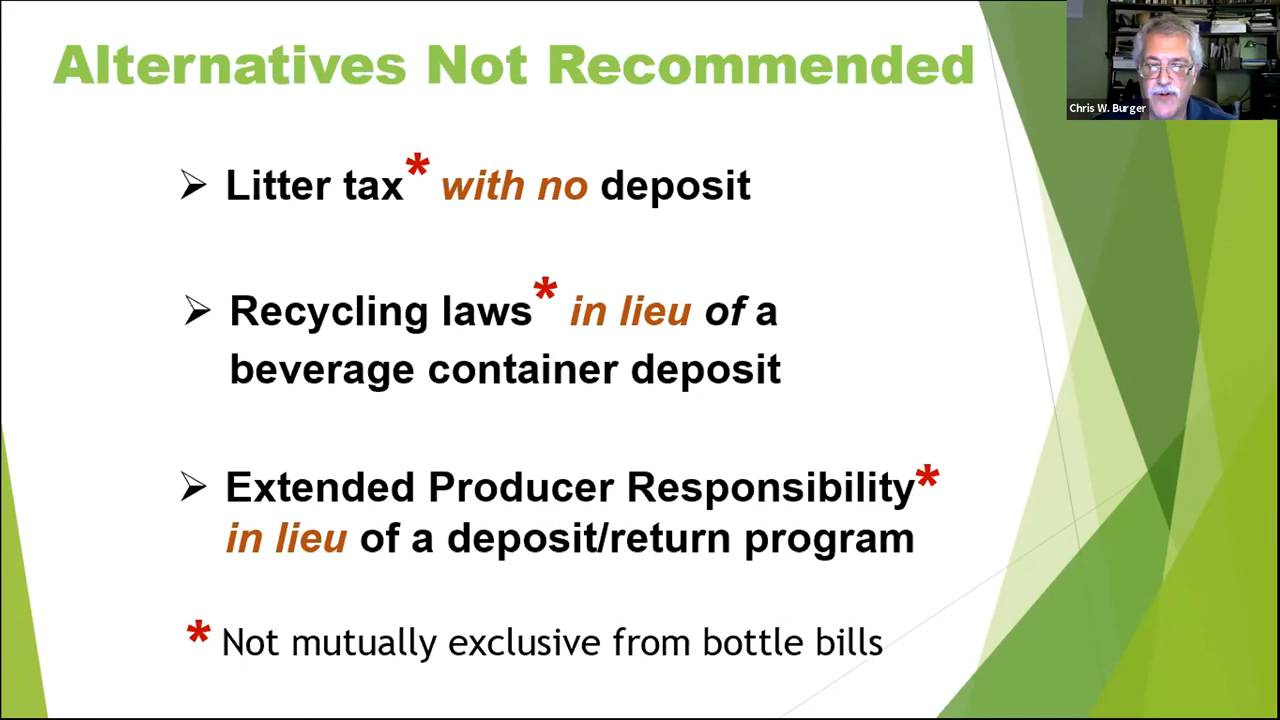 Alternatives Not Recommended
Chris W. Burger
➢ Litter tax* with no deposit
➢ Recycling laws* in lieu of a
beverage container deposit
➢ Extended Producer Responsibility*
in lieu of a deposit/return program
* Not mutually exclusive from bottle bills